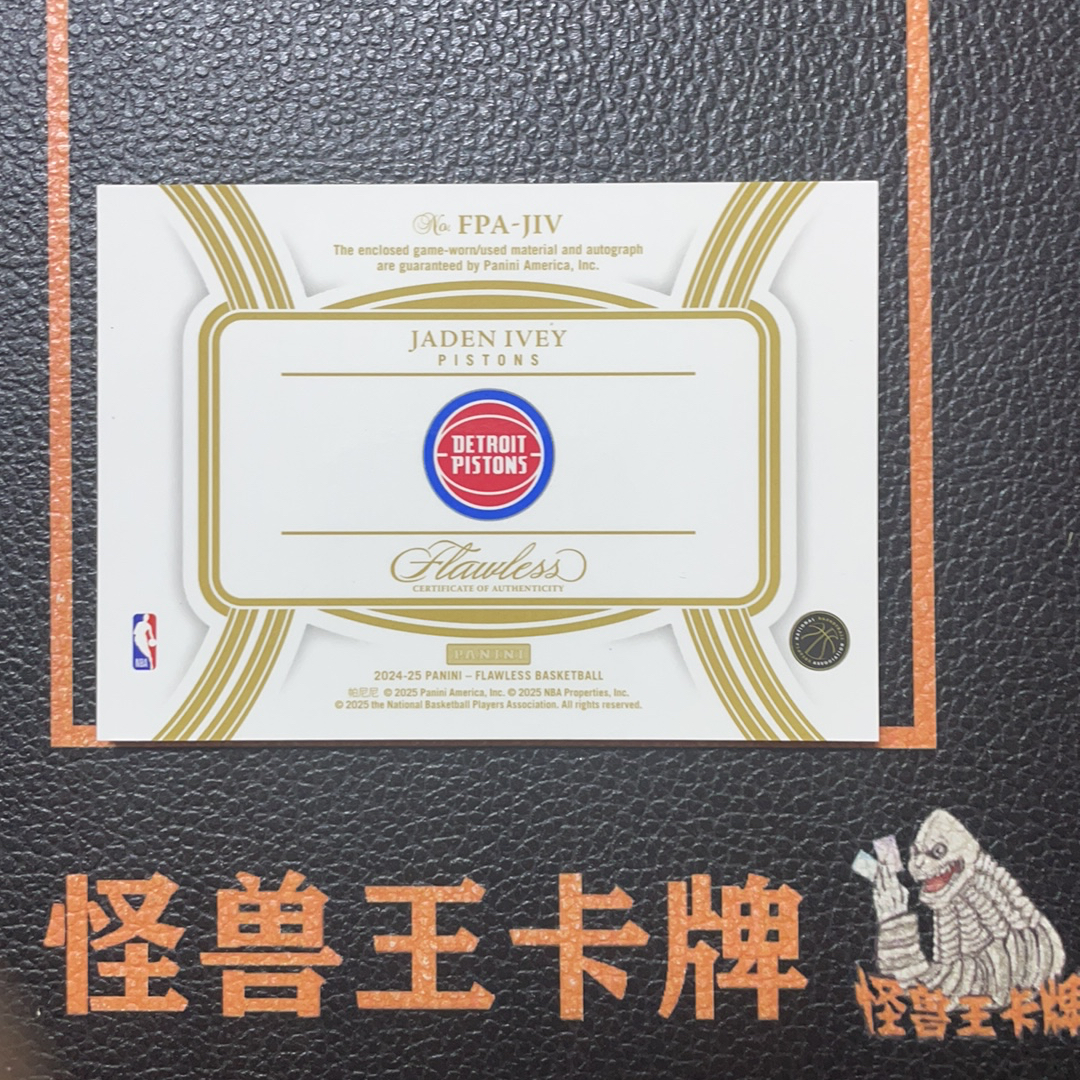 No. FPA-JIV
The enclosed game-worn/used material and autograph
are guaranteed by Panini America, Inc.
JADEN IVEY
PISTONS
DETROIT
PISTONS
Flawless
CERTIFICATE OF AUTHENTICITY
NBA
PANINI
2024-25 PANINI – FLAWLESS BASKETBALL
帕尼尼 © 2025 Panini America, Inc. © 2025 NBA Properties, Inc.
© 2025 the National Basketball Players Association. All rights reserved.
怪兽王卡牌
怪兽王卡牌